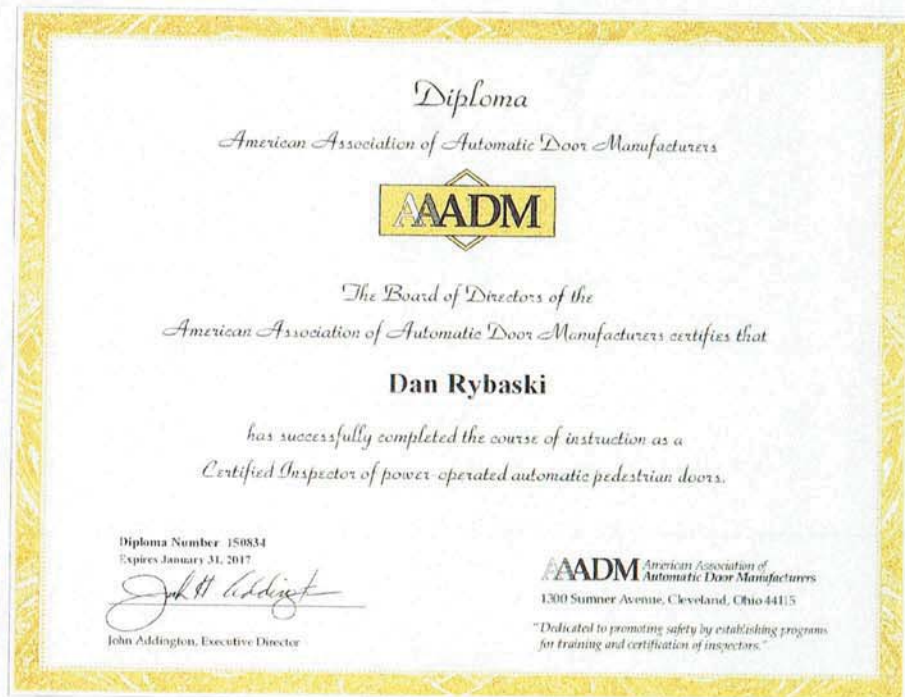 Diploma
American Association of Automatic Door Manufacturers
AAADM
The Board of Directors of the
American Association of Automatic Door Manufacturers certifies that
Dan Rybaski
has successfully completed the course of instruction as a
Certified Inspector of power-operated automatic pedestrian doors.
Diploma Number 150834
Expires January 31, 2017
John H Addington
John Addington, Executive Director
AAADM American Association of
Automatic Door Manufacturers
1300 Sumner Avenue, Cleveland, Ohio 44115
"Dedicated to promoting safety by establishing programs
for training and certification of inspectors."